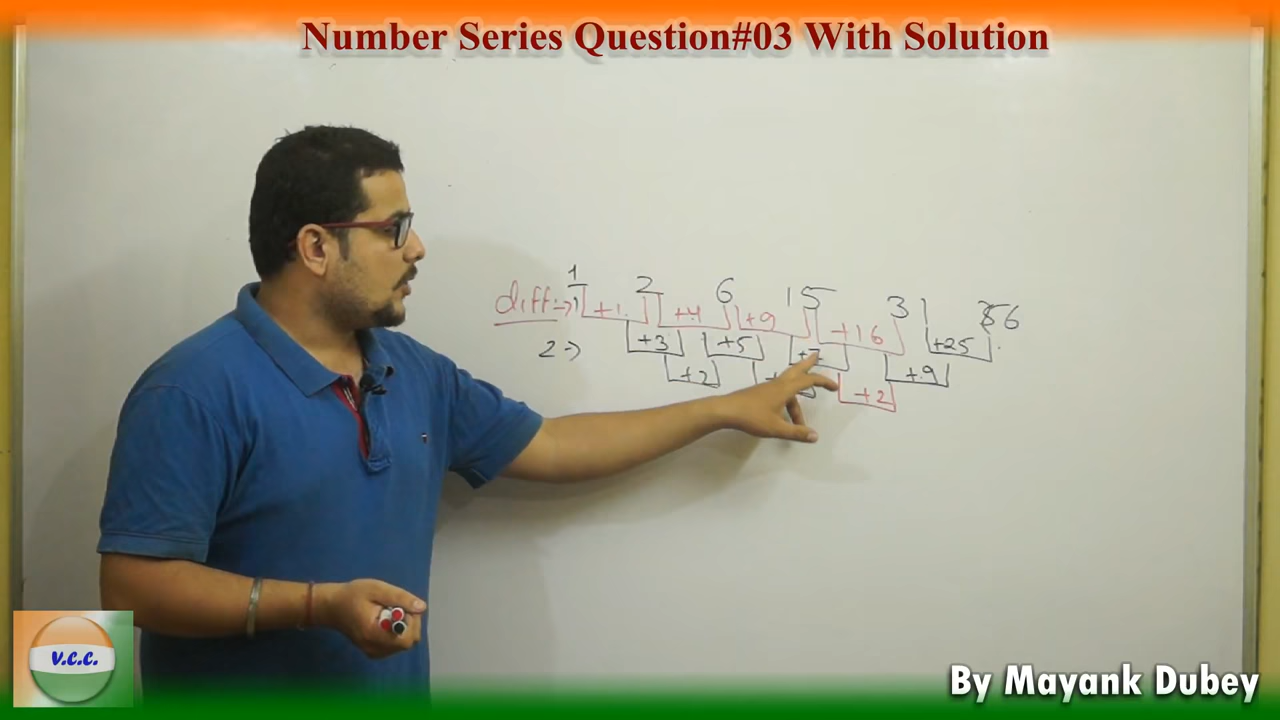 Number Series Question#03 With Solution
1 2 6 15 31 56
diff:→ +1 +4 +9 +16 +25
2→ +3 +5 +7 +9
+2 +2
V.C.C.
By Mayank Dubey